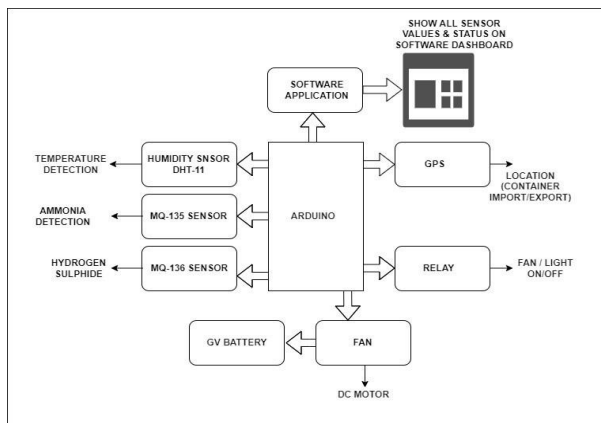 SHOW ALL SENSOR
VALUES & STATUS ON
SOFTWARE DASHBOARD
SOFTWARE
APPLICATION
TEMPERATURE
DETECTION
HUMIDITY SNSOR
DHT-11
GPS
LOCATION
(CONTAINER
IMPORT/EXPORT)
AMMONIA
DETECTION
MQ-135 SENSOR
ARDUINO
HYDROGEN
SULPHIDE
MQ-136 SENSOR
RELAY
FAN / LIGHT
ON/OFF
GV BATTERY
FAN
DC MOTOR